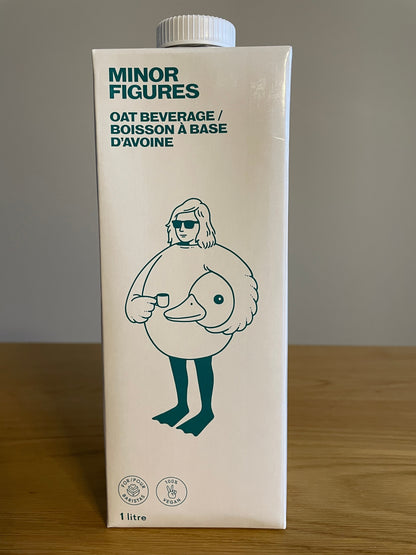 MINOR
FIGURES
OAT BEVERAGE /
BOISSON À BASE
D'AVOINE
FOR/POUR
BARISTAS
100%
VEGAN
1 litre